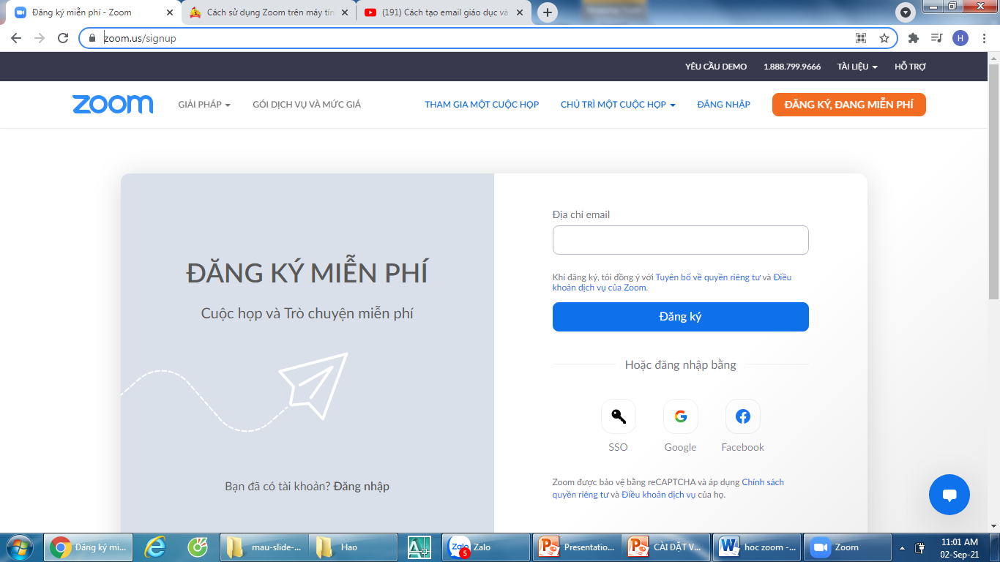 Đăng ký miễn phí - Zoom
Cách sử dụng Zoom trên máy tín
(191) Cách tạo email giáo dục và
zoom.us/signup
H
YÊU CẦU DEMO 1.888.799.9666 TÀI LIỆU HỖ TRỢ
zoom GIẢI PHÁP GÓI DỊCH VỤ VÀ MỨC GIÁ THAM GIA MỘT CUỘC HỌP CHỦ TRÌ MỘT CUỘC HỌP ĐĂNG NHẬP ĐĂNG KÝ, ĐANG MIỄN PHÍ
ĐĂNG KÝ MIỄN PHÍ
Cuộc họp và Trò chuyện miễn phí
Bạn đã có tài khoản? Đăng nhập
Địa chỉ email
Khi đăng ký, tôi đồng ý với Tuyên bố về quyền riêng tư và Điều
khoản dịch vụ của Zoom.
Đăng ký
Hoặc đăng nhập bằng
SSO Google Facebook
Zoom được bảo vệ bằng reCAPTCHA và áp dụng Chính sách
quyền riêng tư và Điều khoản dịch vụ của họ.
Đăng ký mi... mau-slide-... Hao Zalo 5 Zalo Presentatio... CÀI ĐẶT V... hoc zoom -... Zoom
11:01 AM
02-Sep-21